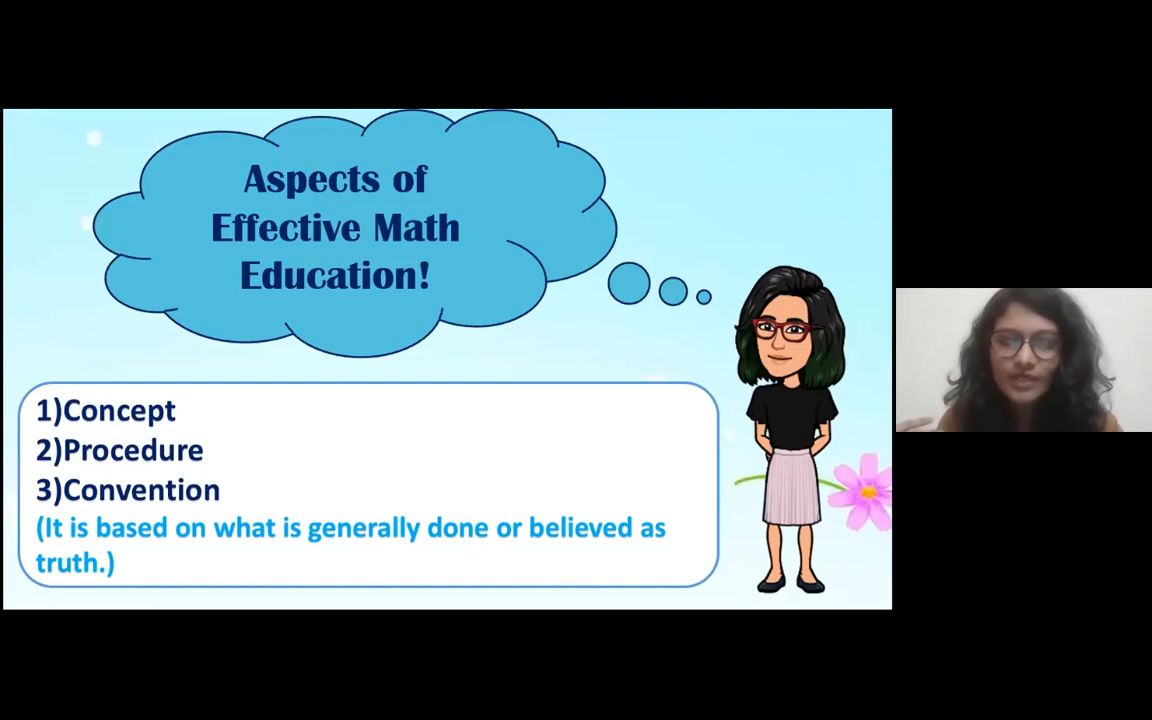 Aspects of
Effective Math
Education!
1)Concept
2)Procedure
3)Convention
(It is based on what is generally done or believed as
truth.)